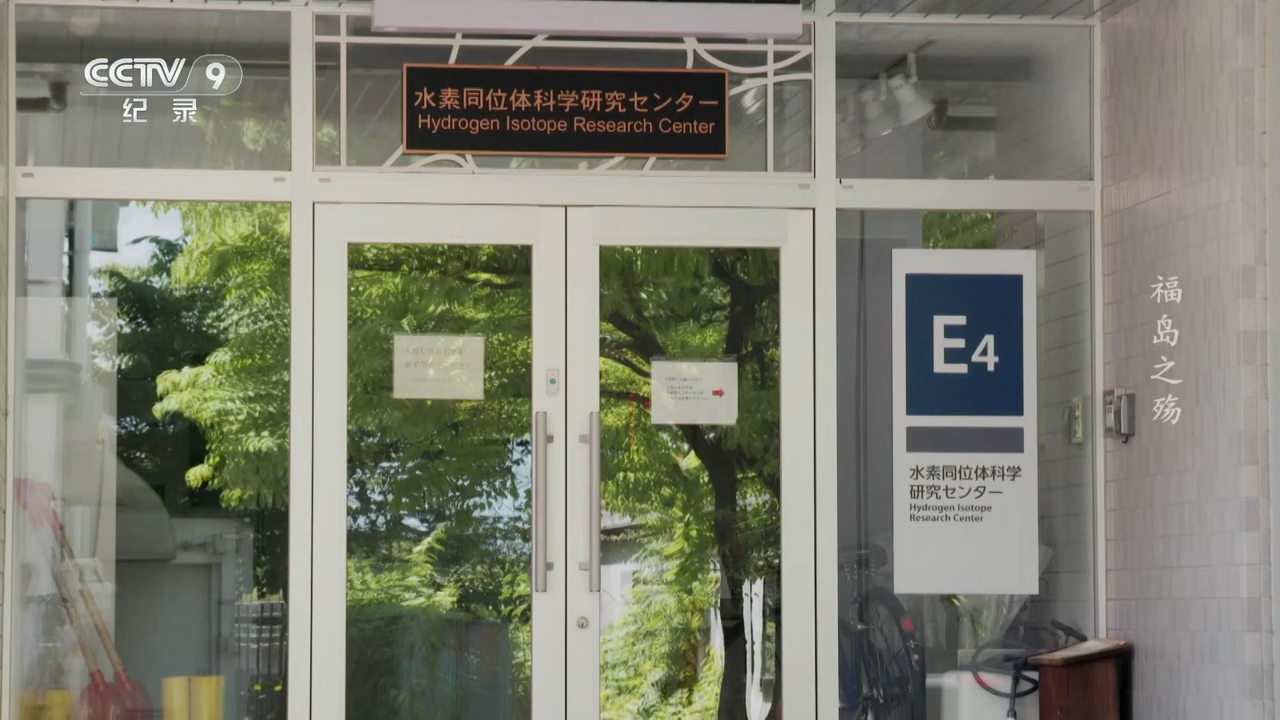 CCTV 9
纪录
水素同位体科学研究センター
Hydrogen Isotope Research Center
E4
水素同位体科学
研究センター
Hydrogen Isotope
Research Center
福岛之殇